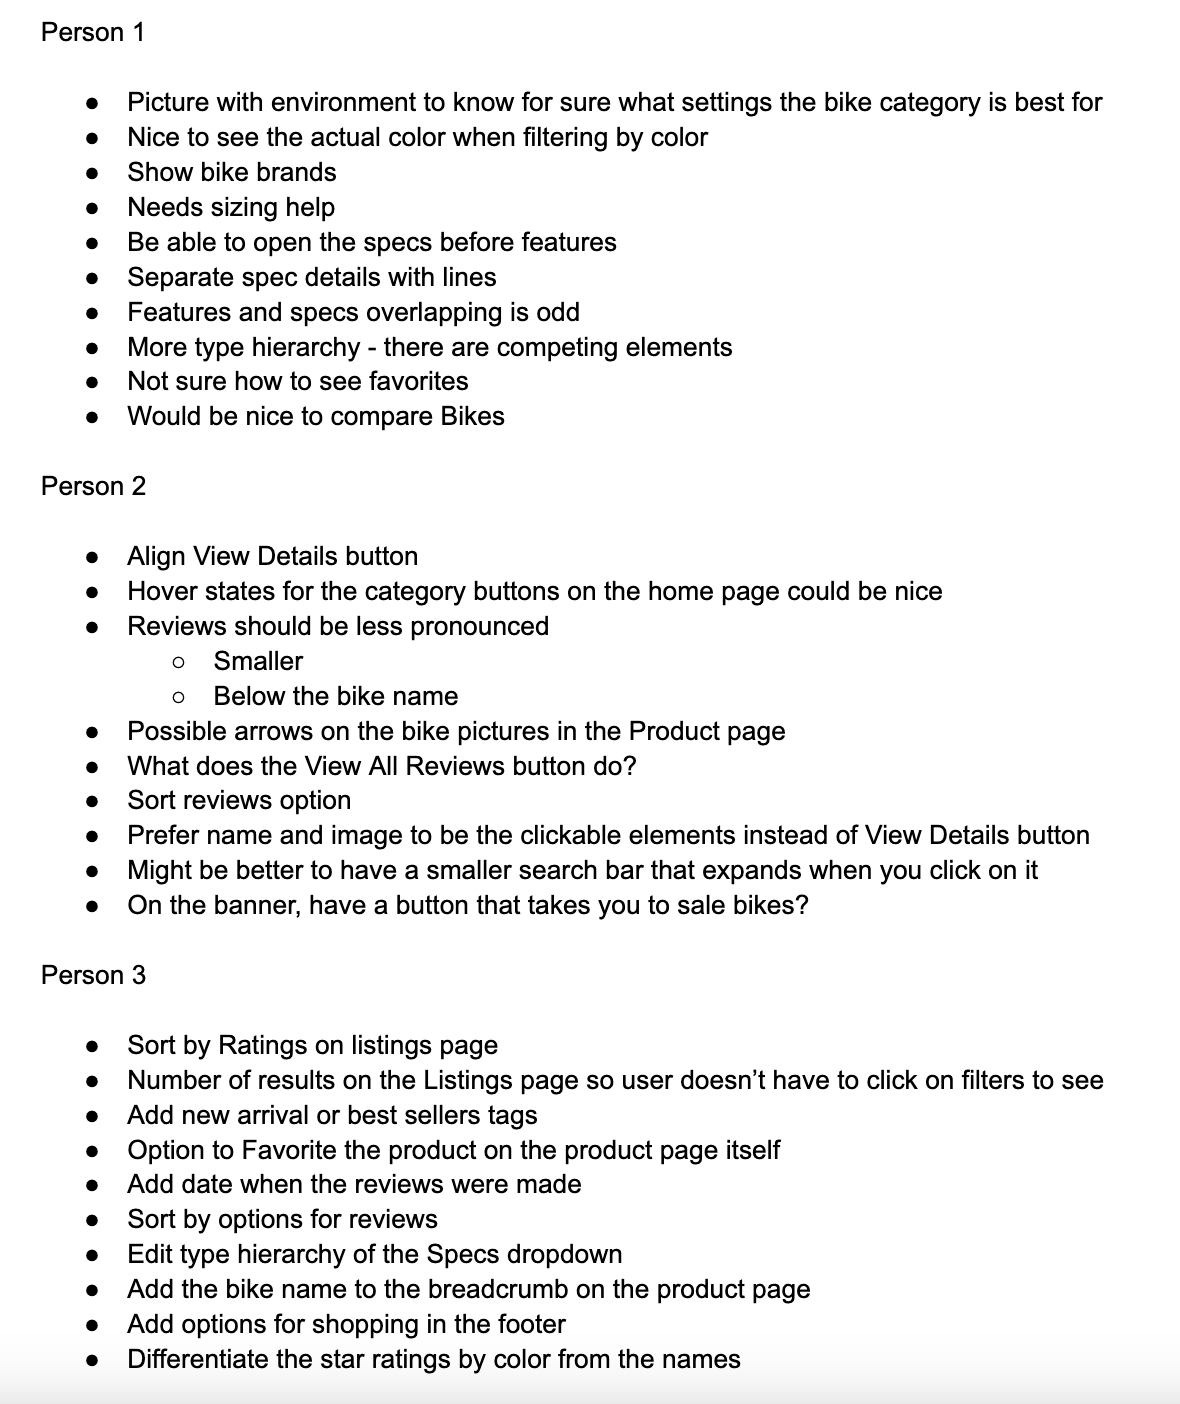 Person 1
● Picture with environment to know for sure what settings the bike category is best for
● Nice to see the actual color when filtering by color
● Show bike brands
● Needs sizing help
● Be able to open the specs before features
● Separate spec details with lines
● Features and specs overlapping is odd
● More type hierarchy - there are competing elements
● Not sure how to see favorites
● Would be nice to compare Bikes
Person 2
● Align View Details button
● Hover states for the category buttons on the home page could be nice
● Reviews should be less pronounced
○ Smaller
○ Below the bike name
● Possible arrows on the bike pictures in the Product page
● What does the View All Reviews button do?
● Sort reviews option
● Prefer name and image to be the clickable elements instead of View Details button
● Might be better to have a smaller search bar that expands when you click on it
● On the banner, have a button that takes you to sale bikes?
Person 3
● Sort by Ratings on listings page
● Number of results on the Listings page so user doesn’t have to click on filters to see
● Add new arrival or best sellers tags
● Option to Favorite the product on the product page itself
● Add date when the reviews were made
● Sort by options for reviews
● Edit type hierarchy of the Specs dropdown
● Add the bike name to the breadcrumb on the product page
● Add options for shopping in the footer
● Differentiate the star ratings by color from the names